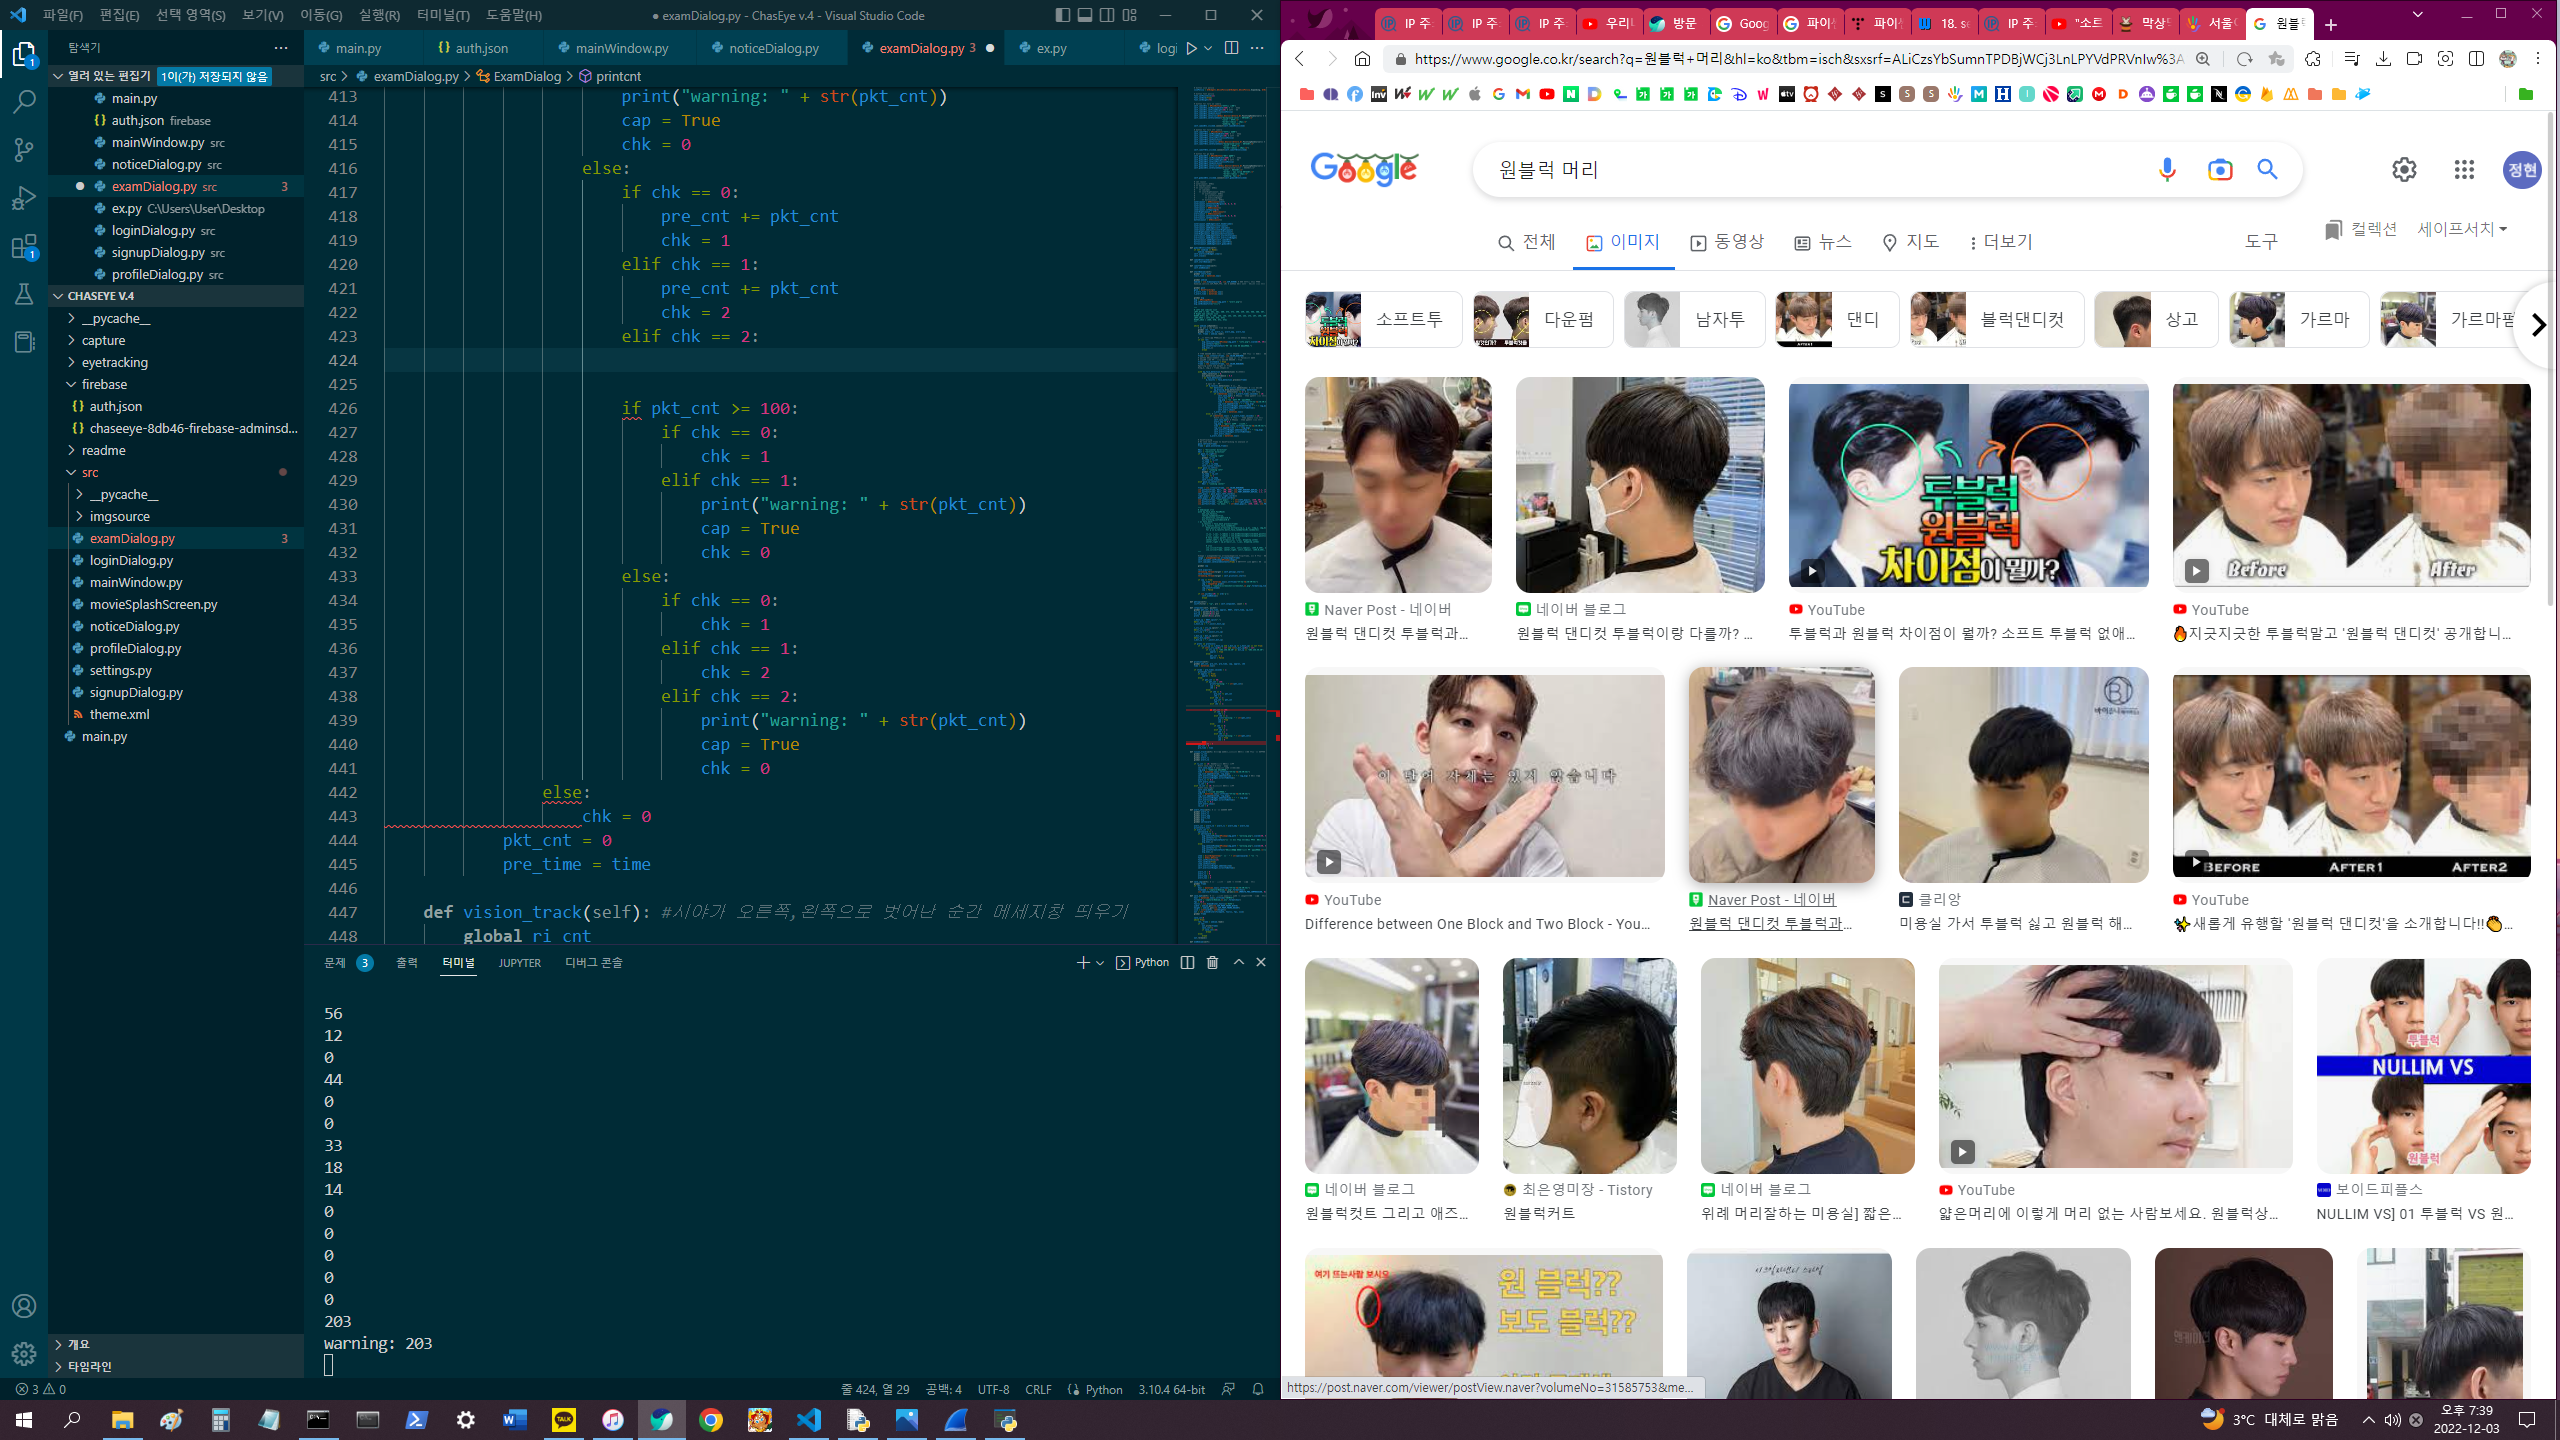 파일(F) 편집(E) 선택 영역(S) 보기(V) 이동(G) 실행(R) 터미널(T) 도움말(H)
● examDialog.py - ChasEye v.4 - Visual Studio Code
탐색기
열려 있는 편집기 1이(가) 저장되지 않음
main.py
auth.json firebase
mainWindow.py src
noticeDialog.py src
examDialog.py src 3
ex.py C:\Users\User\Desktop
loginDialog.py src
signupDialog.py src
profileDialog.py src
CHASEYE V.4
__pycache__
capture
eyetracking
firebase
auth.json
chaseeye-8db46-firebase-adminsd...
readme
src
__pycache__
imgsource
examDialog.py 3
loginDialog.py
mainWindow.py
movieSplashScreen.py
noticeDialog.py
profileDialog.py
settings.py
signupDialog.py
theme.xml
main.py
개요
타임라인
main.py auth.json mainWindow.py noticeDialog.py examDialog.py 3 ex.py logi
src > examDialog.py > ExamDialog > printcnt
413 print("warning: " + str(pkt_cnt))
414 cap = True
415 chk = 0
416 else:
417 if chk == 0:
418 pre_cnt += pkt_cnt
419 chk = 1
420 elif chk == 1:
421 pre_cnt += pkt_cnt
422 chk = 2
423 elif chk == 2:
424
425
426 if pkt_cnt >= 100:
427 if chk == 0:
428 chk = 1
429 elif chk == 1:
430 print("warning: " + str(pkt_cnt))
431 cap = True
432 chk = 0
433 else:
434 if chk == 0:
435 chk = 1
436 elif chk == 1:
437 chk = 2
438 elif chk == 2:
439 print("warning: " + str(pkt_cnt))
440 cap = True
441 chk = 0
442 else:
443 chk = 0
444 pkt_cnt = 0
445 pre_time = time
446
447 def vision_track(self): #시야가 오른쪽,왼쪽으로 벗어난 순간 메세지창 띄우기
448 global ri_cnt
문제 3 출력 터미널 JUPYTER 디버그 콘솔
Python
56
12
0
44
0
0
33
18
14
0
0
0
0
0
203
warning: 203
3 0
줄 424, 열 29 공백: 4 UTF-8 CRLF Python 3.10.4 64-bit
IP 주 IP 주 IP 주 우리나 방문 Goog 파이썬 파이썬 18. se IP 주 "소트 막상 서울 원블럭
https://www.google.co.kr/search?q=원블럭+머리&hl=ko&tbm=isch&sxsrf=ALiCzsYbSumnTPDBjWCj3LnLPYVdPRVnIw%3A
Google
원블럭 머리
정현
전체 이미지 동영상 뉴스 지도 더보기
도구
컬렉션 세이프서치
소프트투 다운펌 남자투 댄디 블럭댄디컷 상고 가르마 가르마펌
투블럭
원블럭
차이점이 뭘까?
Before After
Naver Post - 네이버
원블럭 댄디컷 투블럭과...
네이버 블로그
원블럭 댄디컷 투블럭이랑 다를까? ...
YouTube
투블럭과 원블럭 차이점이 뭘까? 소프트 투블럭 없애...
YouTube
🔥지긋지긋한 투블럭말고 '원블럭 댄디컷' 공개합니...
이 단어 자체는 있지 않습니다
BEFORE AFTER1 AFTER2
YouTube
Difference between One Block and Two Block - You...
Naver Post - 네이버
원블럭 댄디컷 투블럭과...
클리앙
미용실 가서 투블럭 싫고 원블럭 해...
YouTube
✨새롭게 유행할 '원블럭 댄디컷'을 소개합니다!!👏...
투블럭
NULLIM VS
원블럭
네이버 블로그
원블럭컷트 그리고 애즈...
최은영미장 - Tistory
원블럭커트
네이버 블로그
위례 머리잘하는 미용실] 짧은...
YouTube
얇은머리에 이렇게 머리 없는 사람보세요. 원블럭상...
보이드피플스
NULLIM VS] 01 투블럭 VS 원...
여기 뜨는사람 보시오
원 블럭??
보도 블럭??
https://post.naver.com/viewer/postView.naver?volumeNo=31585753&me...
3°C 대체로 맑음
오후 7:39
2022-12-03